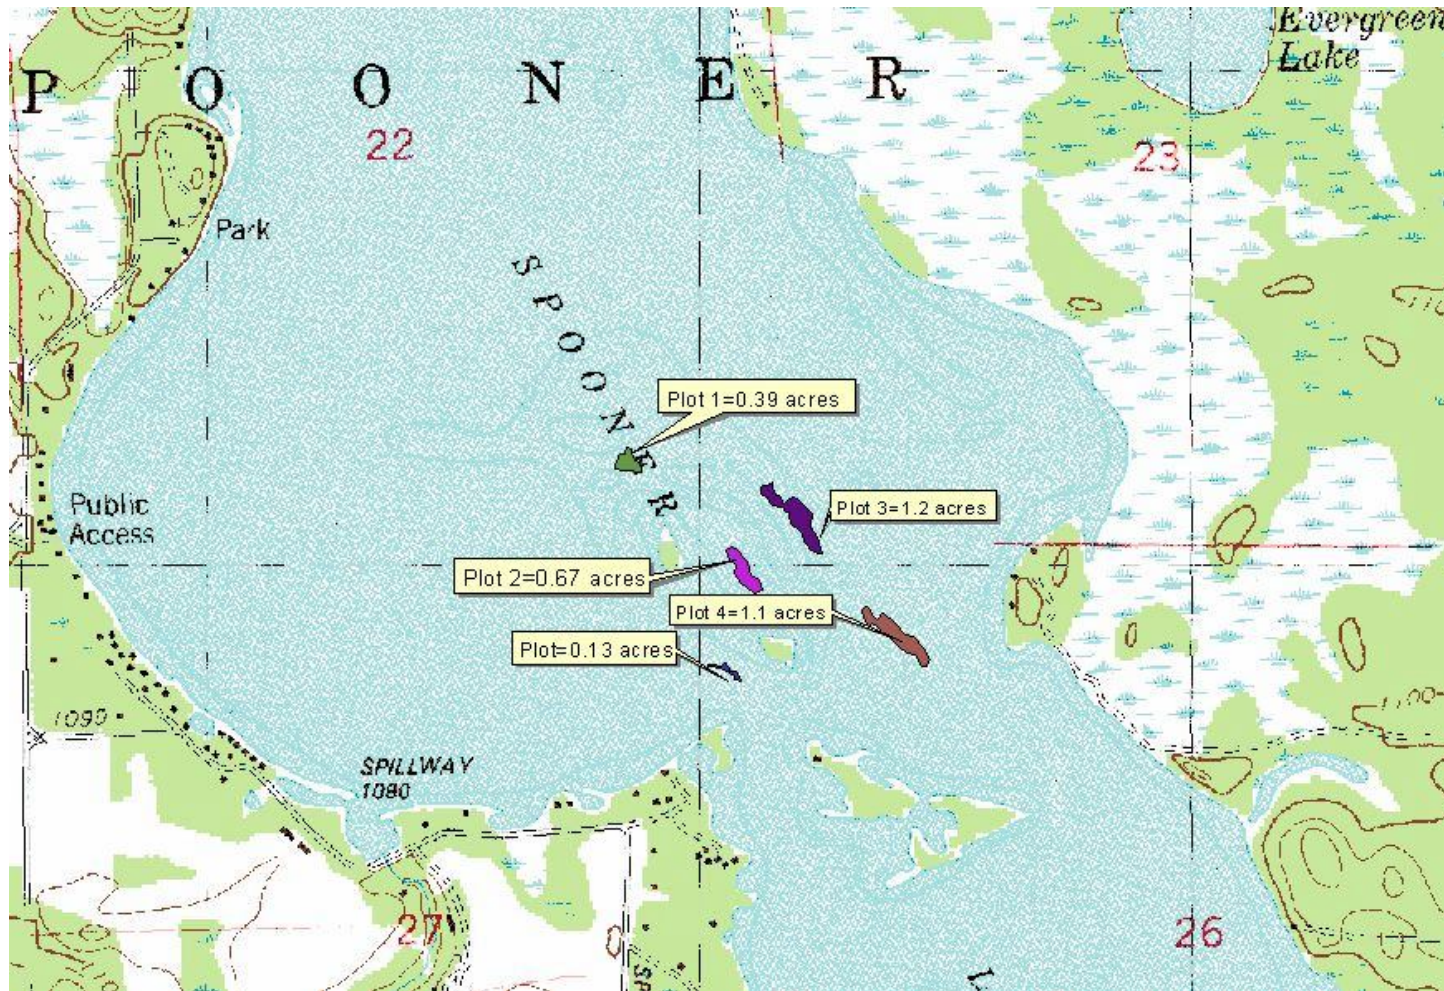 Evergreen
Lake
P O O N E R
22
23
Park
S P O O N E R
Plot 1=0.39 acres
Public
Access
Plot 3=1.2 acres
Plot 2=0.67 acres
Plot 4=1.1 acres
Plot=0.13 acres
1090
1100
SPILLWAY
1080
27
26
L